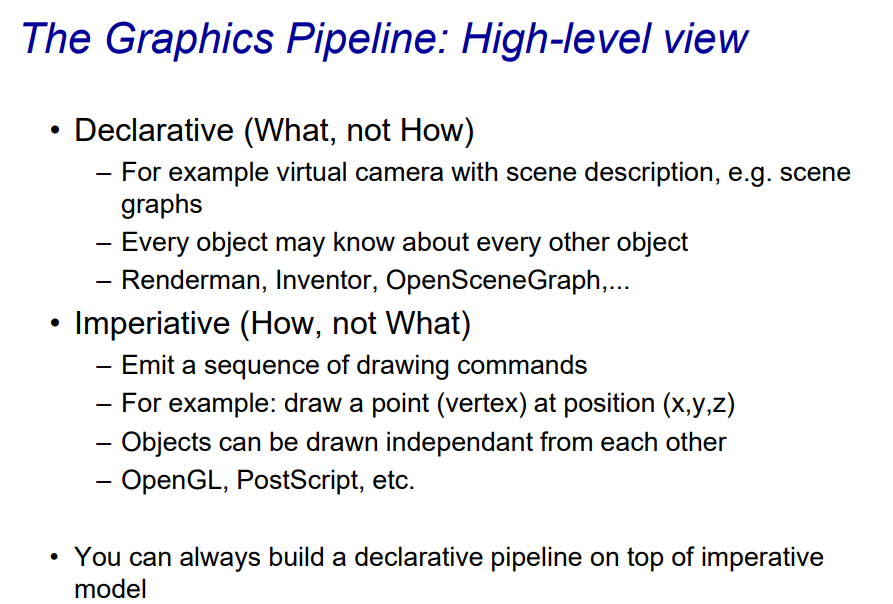 The Graphics Pipeline: High-level view
• Declarative (What, not How)
– For example virtual camera with scene description, e.g. scene
graphs
– Every object may know about every other object
– Renderman, Inventor, OpenSceneGraph,...
• Imperiative (How, not What)
– Emit a sequence of drawing commands
– For example: draw a point (vertex) at position (x,y,z)
– Objects can be drawn independant from each other
– OpenGL, PostScript, etc.
• You can always build a declarative pipeline on top of imperative
model